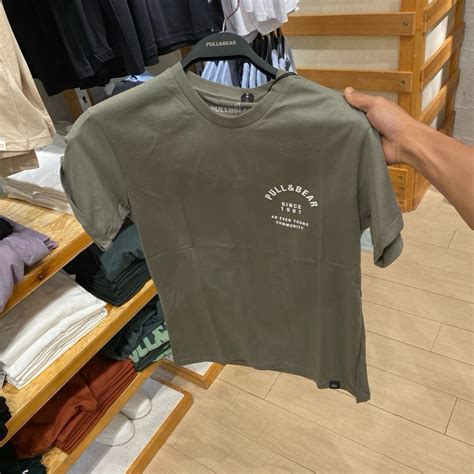 PULL&BEAR
PULL&BEAR
PULL&BEAR
SINCE
1991
AN EVER YOUNG
COMMUNITY